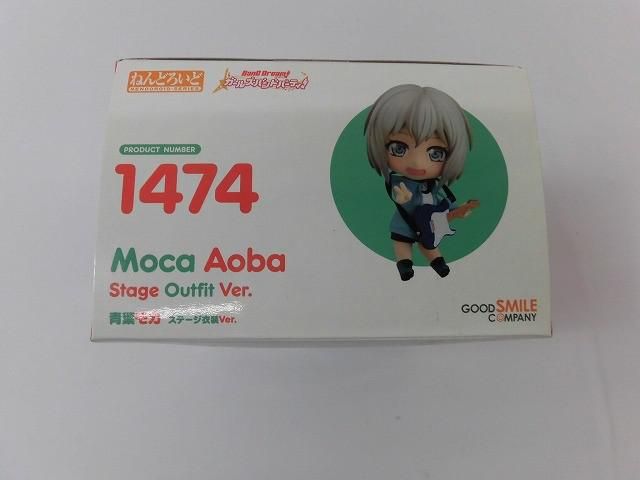 ねんどろいど
NENDOROID SERIES
BanG Dream!
ガールズバンドパーティ!
PRODUCT NUMBER
1474
Moca Aoba
Stage Outfit Ver.
青葉モカ ステージ衣装Ver.
GOOD SMILE
COMPANY